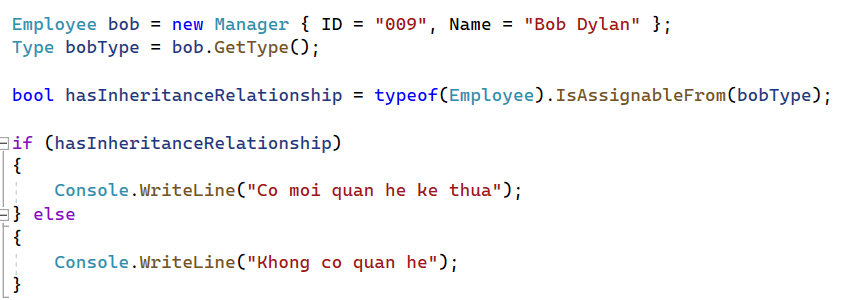 Employee bob = new Manager { ID = "009", Name = "Bob Dylan" };
Type bobType = bob.GetType();
bool hasInheritanceRelationship = typeof(Employee).IsAssignableFrom(bobType);
if (hasInheritanceRelationship)
{
    Console.WriteLine("Co moi quan he ke thua");
} else
{
    Console.WriteLine("Khong co quan he");
}